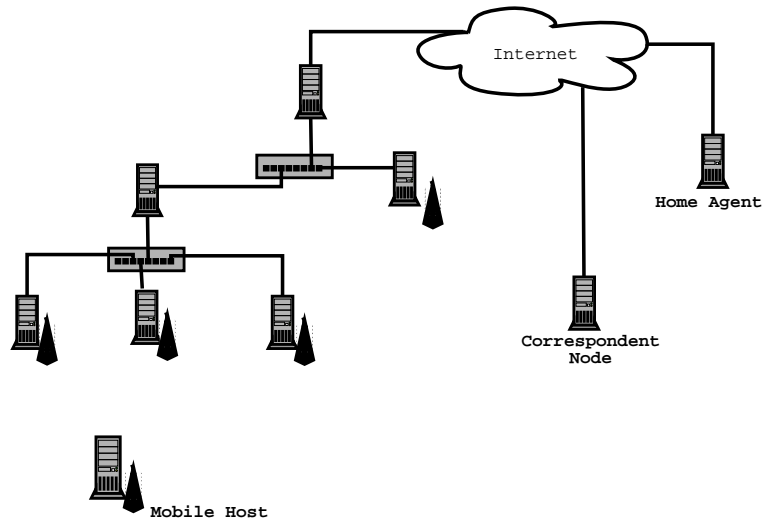 Internet
Home Agent
Correspondent
Node
Mobile Host